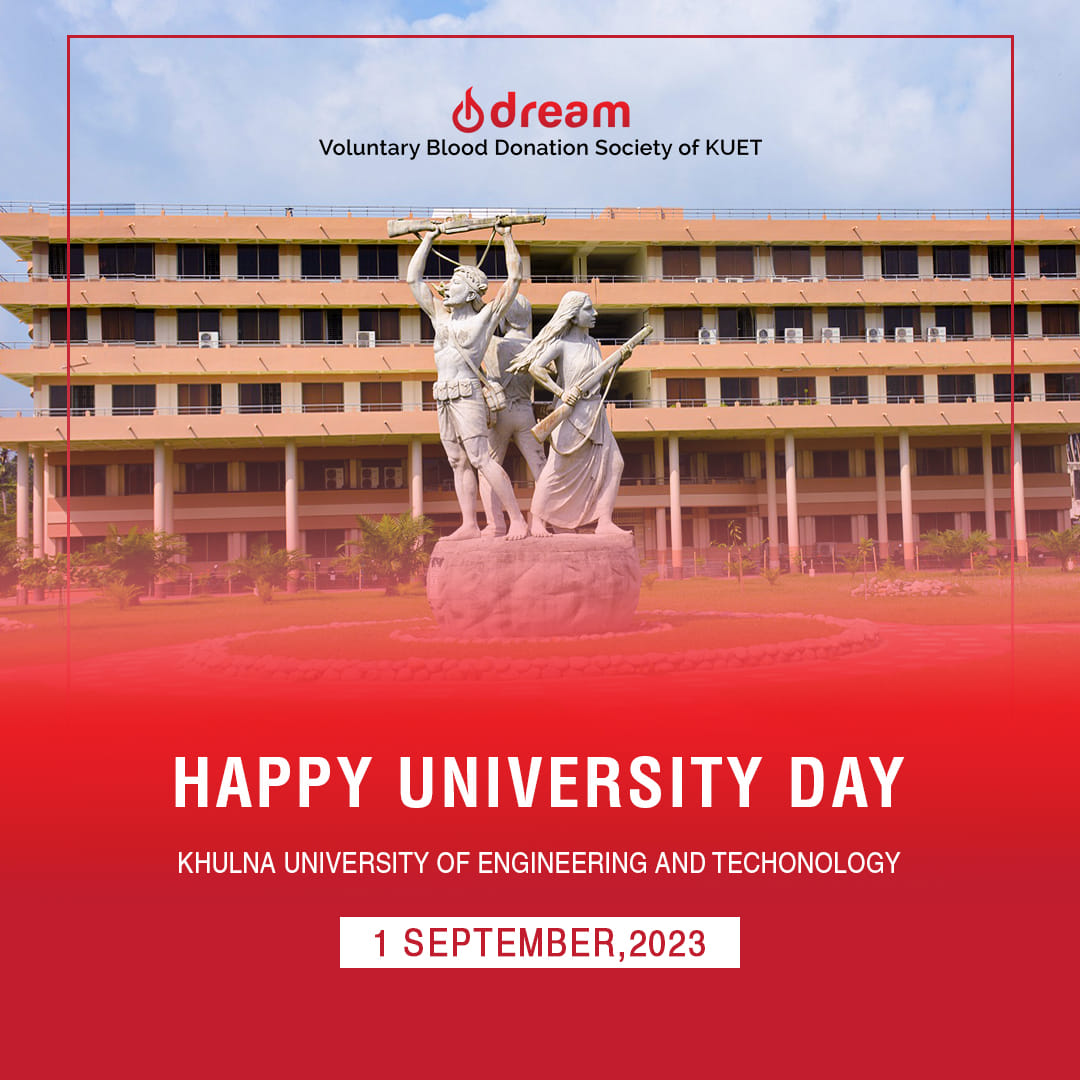 dream
Voluntary Blood Donation Society of KUET
HAPPY UNIVERSITY DAY
KHULNA UNIVERSITY OF ENGINEERING AND TECHONOLOGY
1 SEPTEMBER,2023